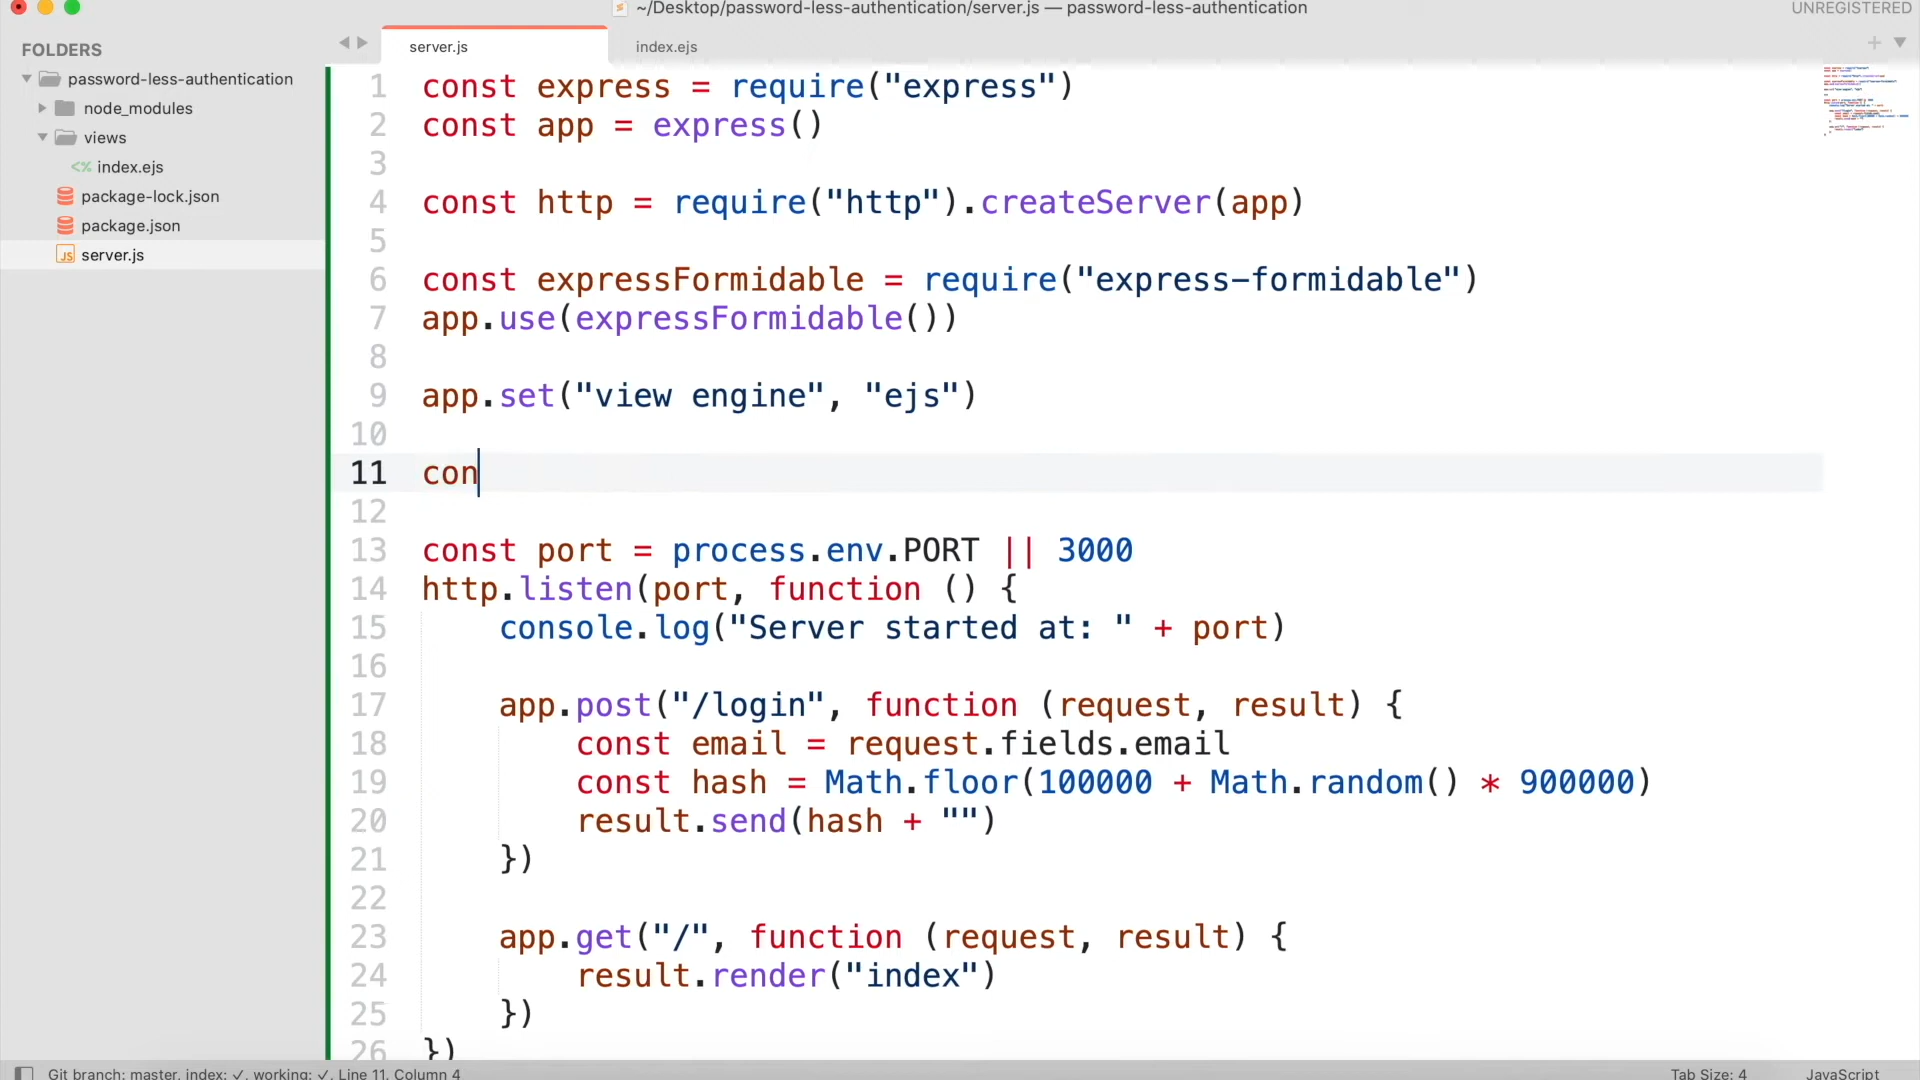 ~/Desktop/password-less-authentication/server.js — password-less-authentication
UNREGISTERED
FOLDERS
password-less-authentication
node_modules
views
<% index.ejs
package-lock.json
package.json
JS server.js
server.js
index.ejs
1 const express = require("express")
2 const app = express()
3
4 const http = require("http").createServer(app)
5
6 const expressFormidable = require("express-formidable")
7 app.use(expressFormidable())
8
9 app.set("view engine", "ejs")
10
11 con
12
13 const port = process.env.PORT || 3000
14 http.listen(port, function () {
15 console.log("Server started at: " + port)
16
17 app.post("/login", function (request, result) {
18 const email = request.fields.email
19 const hash = Math.floor(100000 + Math.random() * 900000)
20 result.send(hash + "")
21 })
22
23 app.get("/", function (request, result) {
24 result.render("index")
25 })
26 })
Git branch: master, index: ✓, working: ✓, Line 11, Column 4
Tab Size: 4
JavaScript